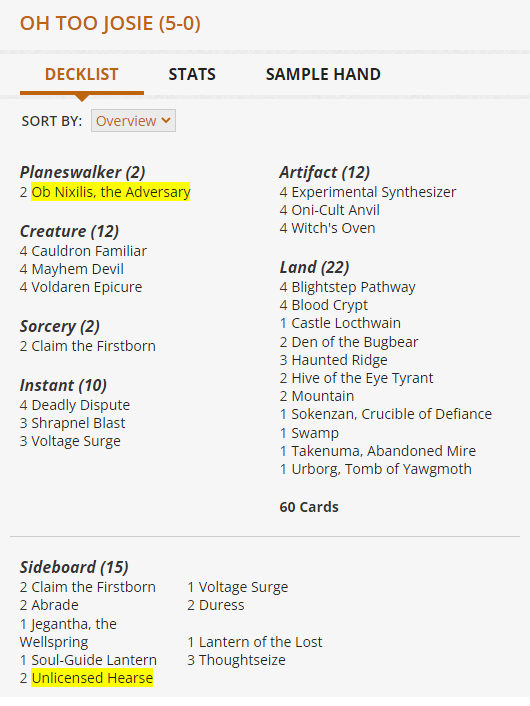 OH TOO JOSIE (5-0)
DECKLIST
STATS
SAMPLE HAND
SORT BY:
Overview
Planeswalker (2)
2 Ob Nixilis, the Adversary
Creature (12)
4 Cauldron Familiar
4 Mayhem Devil
4 Voldaren Epicure
Sorcery (2)
2 Claim the Firstborn
Instant (10)
4 Deadly Dispute
3 Shrapnel Blast
3 Voltage Surge
Artifact (12)
4 Experimental Synthesizer
4 Oni-Cult Anvil
4 Witch's Oven
Land (22)
4 Blightstep Pathway
4 Blood Crypt
1 Castle Locthwain
2 Den of the Bugbear
3 Haunted Ridge
2 Hive of the Eye Tyrant
2 Mountain
1 Sokenzan, Crucible of Defiance
1 Swamp
1 Takenuma, Abandoned Mire
1 Urborg, Tomb of Yawgmoth
60 Cards
Sideboard (15)
2 Claim the Firstborn
2 Abrade
1 Jegantha, the
Wellspring
1 Soul-Guide Lantern
2 Unlicensed Hearse
1 Voltage Surge
2 Duress
1 Lantern of the Lost
3 Thoughtseize